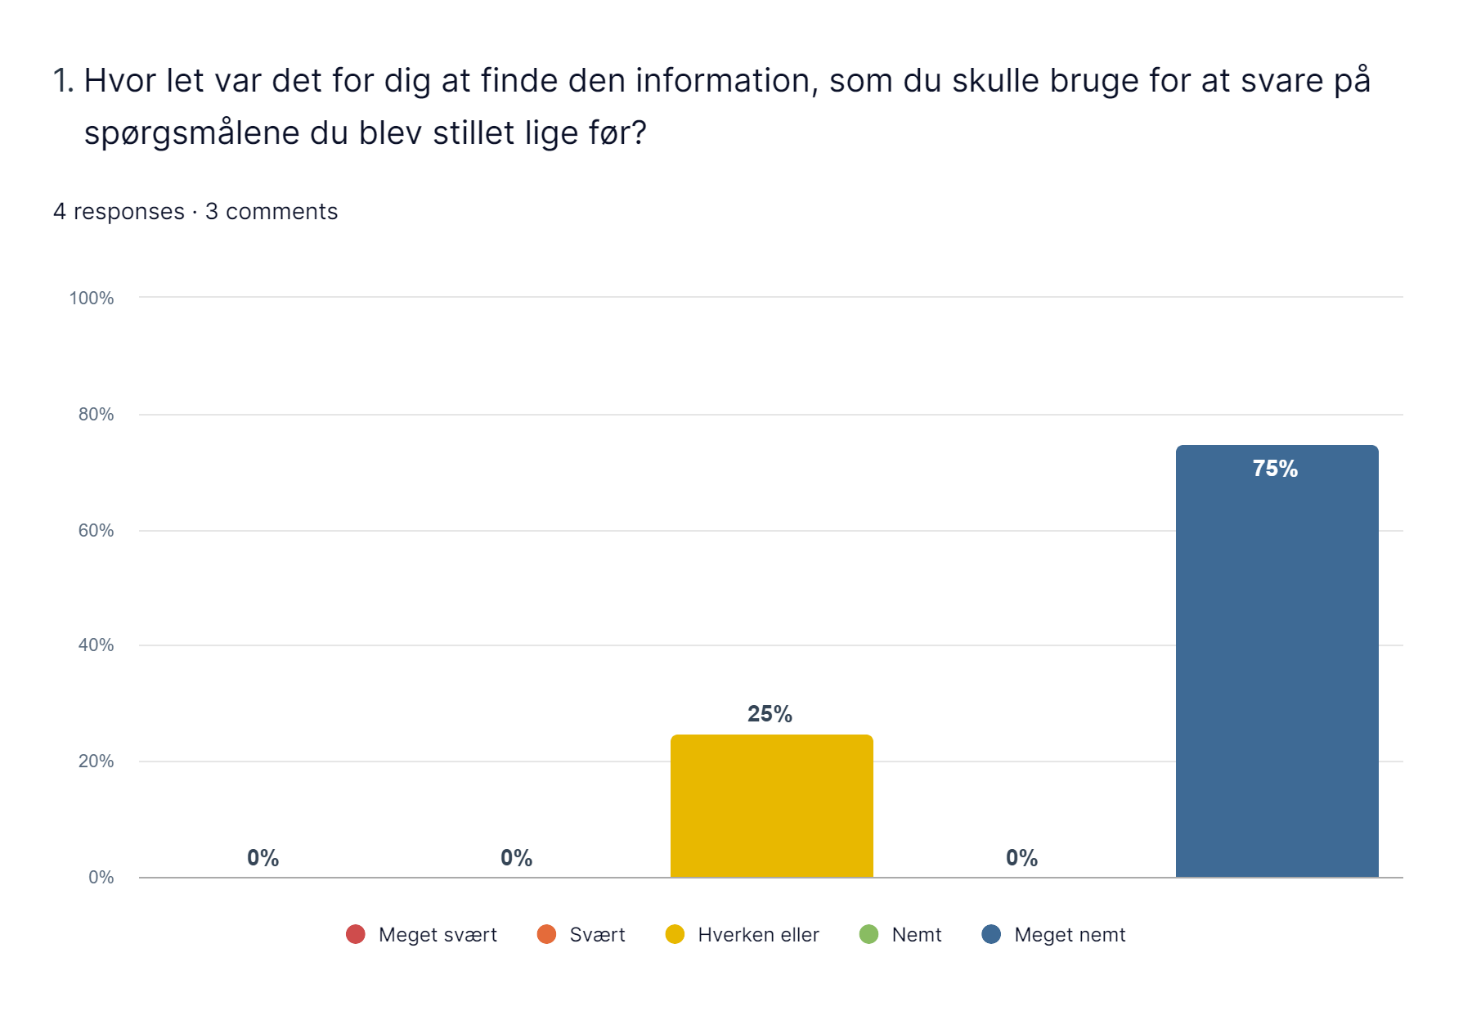 1. Hvor let var det for dig at finde den information, som du skulle bruge for at svare på
spørgsmålene du blev stillet lige før?
4 responses · 3 comments
100%
80%
75%
60%
40%
25%
20%
0% 0% 0%
0%
Meget svært Svært Hverken eller Nemt Meget nemt